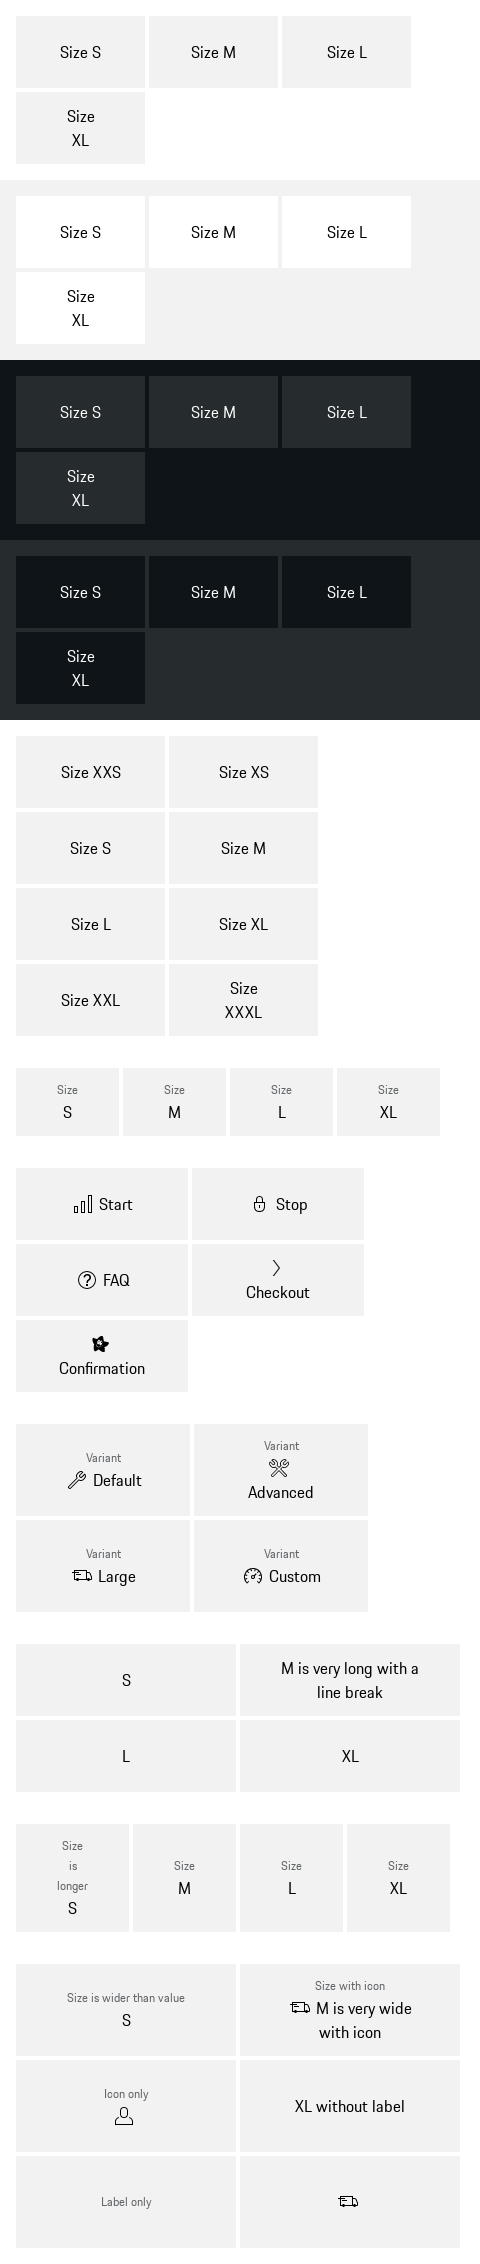 Size S
Size M
Size L
Size
XL
Size S
Size M
Size L
Size
XL
Size S
Size M
Size L
Size
XL
Size S
Size M
Size L
Size
XL
Size XXS
Size XS
Size S
Size M
Size L
Size XL
Size XXL
Size
XXXL
Size
S
Size
M
Size
L
Size
XL
Start
Stop
FAQ
Checkout
Confirmation
Variant
Default
Variant
Advanced
Variant
Large
Variant
Custom
S
M is very long with a
line break
L
XL
Size
is
longer
S
Size
M
Size
L
Size
XL
Size is wider than value
S
Size with icon
M is very wide
with icon
Icon only
XL without label
Label only